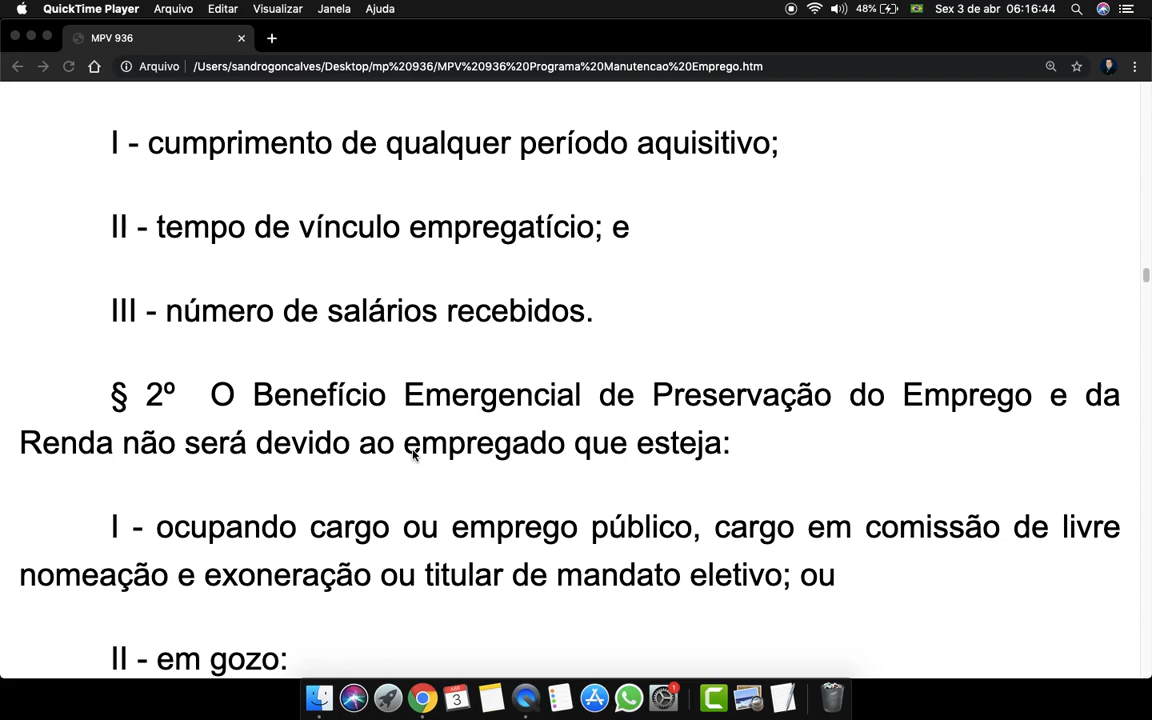 QuickTime Player Arquivo Editar Visualizar Janela Ajuda 48% Sex 3 de abr 06:16:44
MPV 936
Arquivo /Users/sandrogoncalves/Desktop/mp%20936/MPV%20936%20Programa%20Manutencao%20Emprego.htm
I - cumprimento de qualquer período aquisitivo;
II - tempo de vínculo empregatício; e
III - número de salários recebidos.
§ 2º O Benefício Emergencial de Preservação do Emprego e da
Renda não será devido ao empregado que esteja:
I - ocupando cargo ou emprego público, cargo em comissão de livre
nomeação e exoneração ou titular de mandato eletivo; ou
II - em gozo:
ABR
3
1